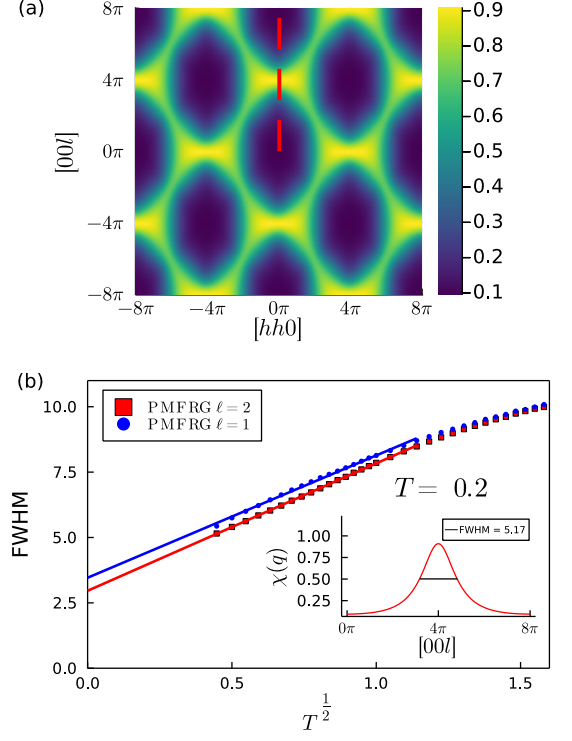 (a)
[00l]
8π
4π
0π
−4π
−8π
−8π −4π 0π 4π 8π
[hh0]
0.9
0.8
0.7
0.6
0.5
0.4
0.3
0.2
0.1
(b)
FWHM
10.0
7.5
5.0
2.5
0.0
PMFRG ℓ = 2
PMFRG ℓ = 1
T = 0.2
χ(q)
1.00
0.75
0.50
0.25
FWHM = 5.17
0π 4π 8π
[00l]
0.0 0.5 1.0 1.5
T^{1/2}